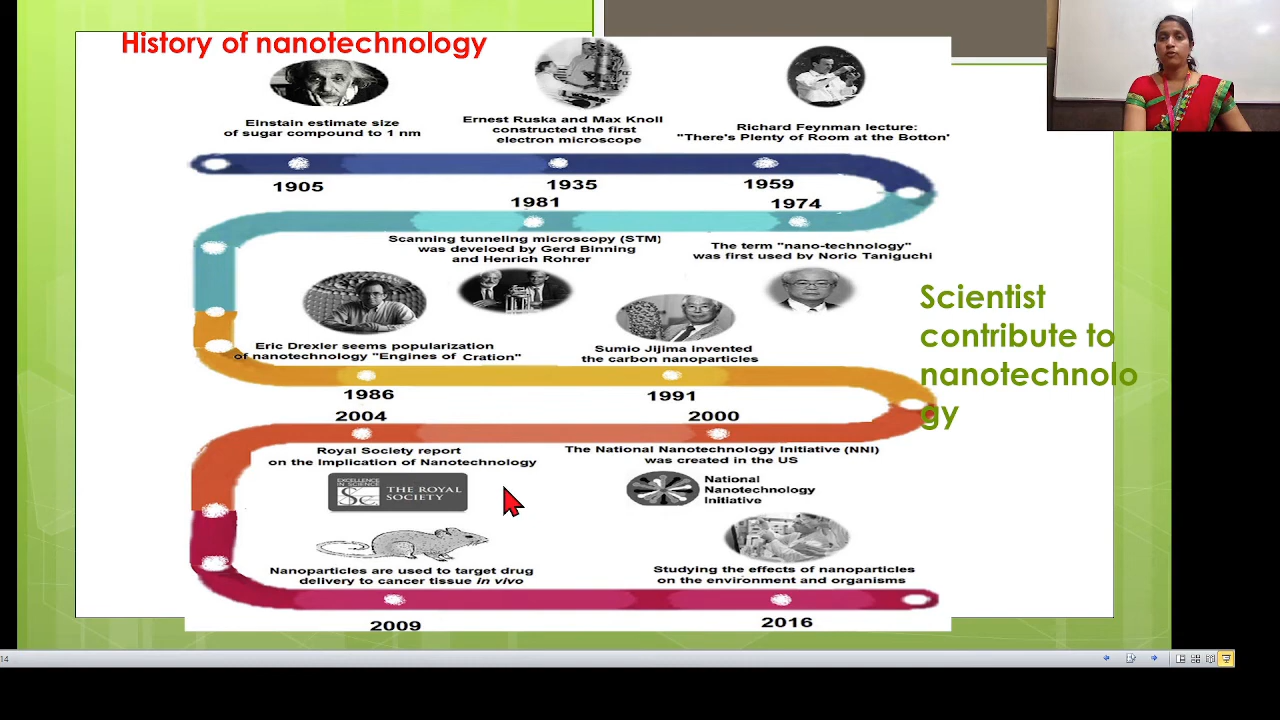 History of nanotechnology
Einstain estimate size
of sugar compound to 1 nm
Ernest Ruska and Max Knoll
constructed the first
electron microscope
Richard Feynman lecture:
"There's Plenty of Room at the Botton'
1905
1935
1959
1981
1974
Scanning tunneling microscopy (STM)
was develoed by Gerd Binning
and Henrich Rohrer
The term "nano-technology"
was first used by Norio Taniguchi
Scientist
contribute to
nanotechnolo
gy
Eric Drexler seems popularization
of nanotechnology "Engines of Cration"
Sumio Jijima invented
the carbon nanoparticles
1986
1991
2004
2000
Royal Society report
on the Implication of Nanotechnology
The National Nanotechnology Initiative (NNI)
was created in the US
EXCELLENCE
IN SCIENCE
THE ROYAL
SOCIETY
National
Nanotechnology
Initiative
Nanoparticles are used to target drug
delivery to cancer tissue in vivo
Studying the effects of nanoparticles
on the environment and organisms
2009
2016
14